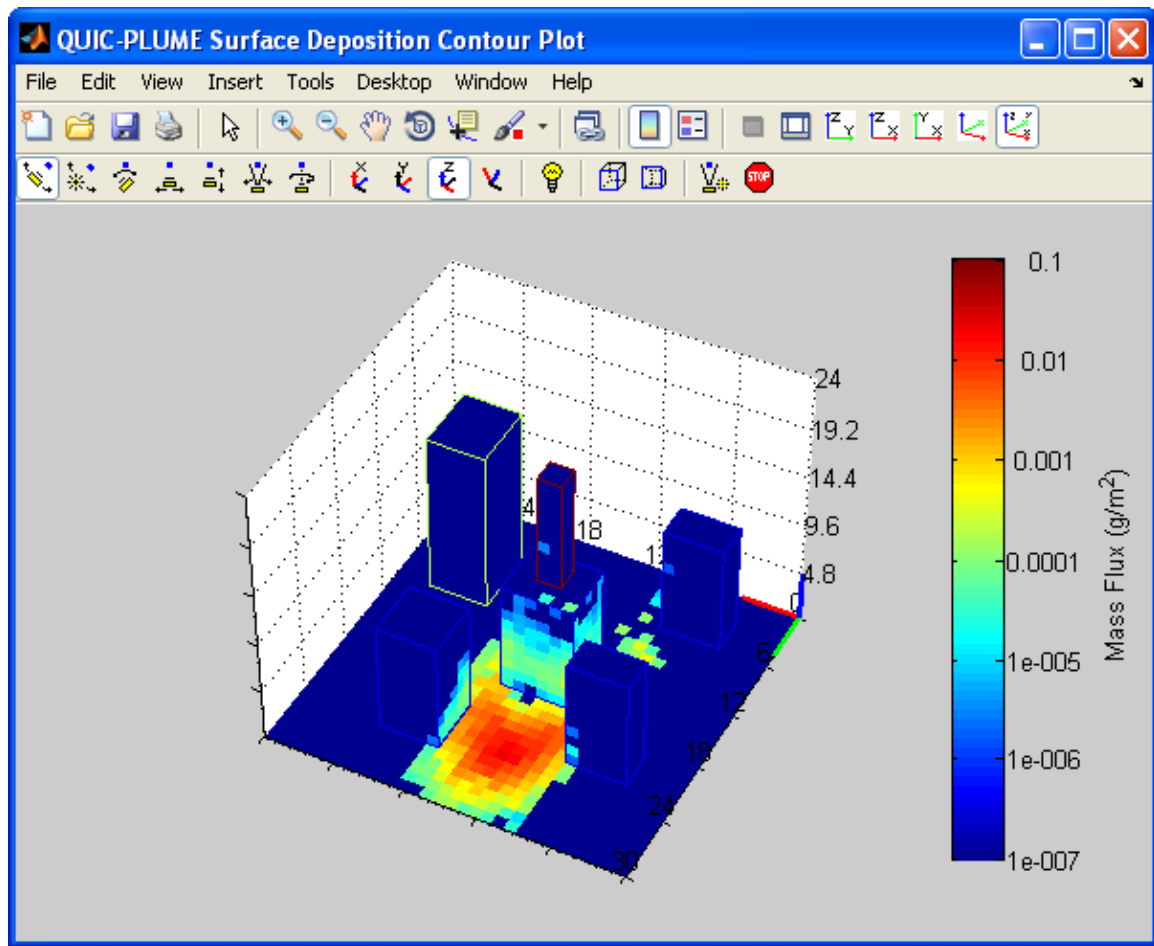 QUIC-PLUME Surface Deposition Contour Plot
File Edit View Insert Tools Desktop Window Help
Z Y Z X Y X
X Y Z STOP
0.1
0.01
0.001
0.0001
1e-005
1e-006
1e-007
Mass Flux (g/m²)
24
19.2
14.4
9.6
4.8
0
4
18
1
6
12
18
24
30